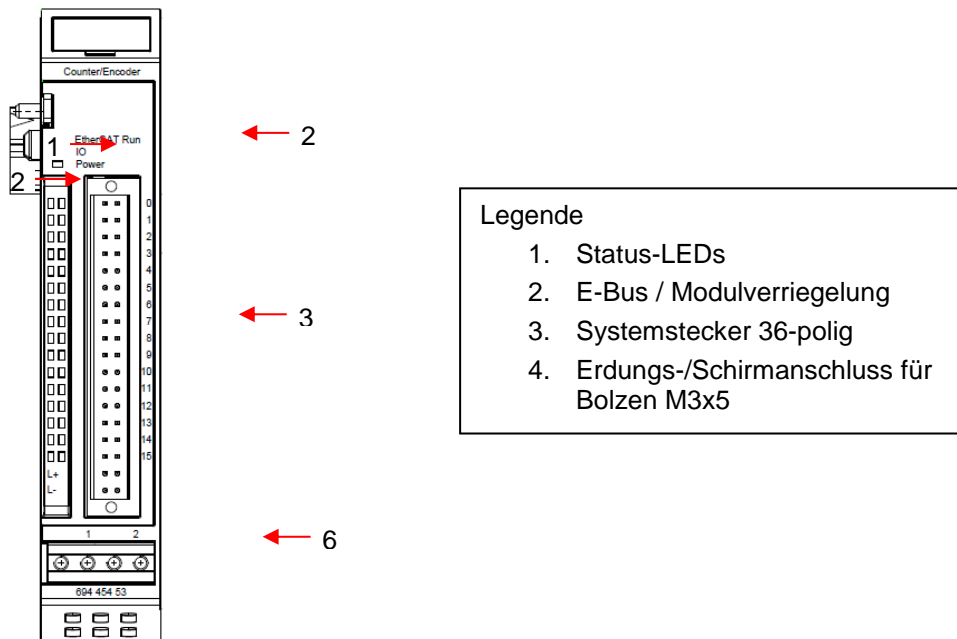 Counter/Encoder
EtherCAT Run
1
IO
Power
2
2
0
1
2
3
4
5
6
7
8
9
10
11
12
13
14
15
L+
L-
3
1 2
6
694 454 53
Legende
1. Status-LEDs
2. E-Bus / Modulverriegelung
3. Systemstecker 36-polig
4. Erdungs-/Schirmanschluss für
Bolzen M3x5